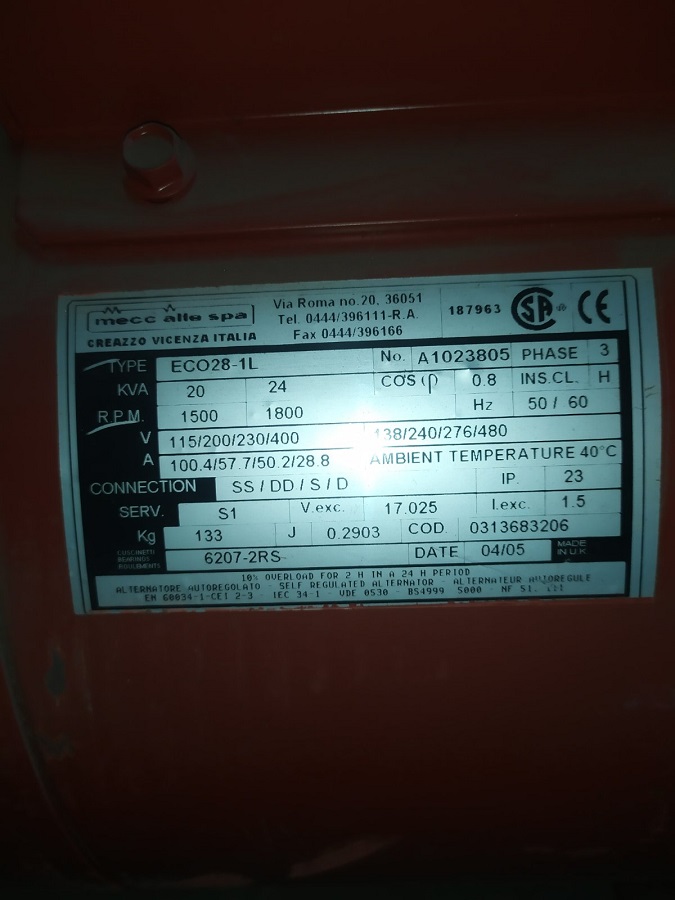 mecc alte spa
CREAZZO VICENZA ITALIA
Via Roma no.20, 36051
Tel. 0444/396111-R.A.
Fax 0444/396166
187963 CE
TYPE ECO28-1L No. A1023805 PHASE 3
KVA 20 24 COS φ 0.8 INS.CL. H
R.P.M. 1500 1800 Hz 50 / 60
V 115/200/230/400 138/240/276/480
A 100.4/57.7/50.2/28.8 AMBIENT TEMPERATURE 40°C
CONNECTION SS / DD / S / D IP. 23
SERV. S1 V.exc. 17.025 I.exc. 1.5
Kg 133 J 0.2903 COD. 0313683206
CUSCINETTI
BEARINGS
ROULEMENTS
6207-2RS DATE 04/05 MADE
IN U.K
10% OVERLOAD FOR 2 H IN A 24 H PERIOD
ALTERNATORE AUTOREGOLATO - SELF REGULATED ALTERNATOR - ALTERNATEUR AUTOREGULE
EN 60034-1-CEI 2-3 IEC 34-1 VDE 0530 - BS4999 5000 - NF 51.